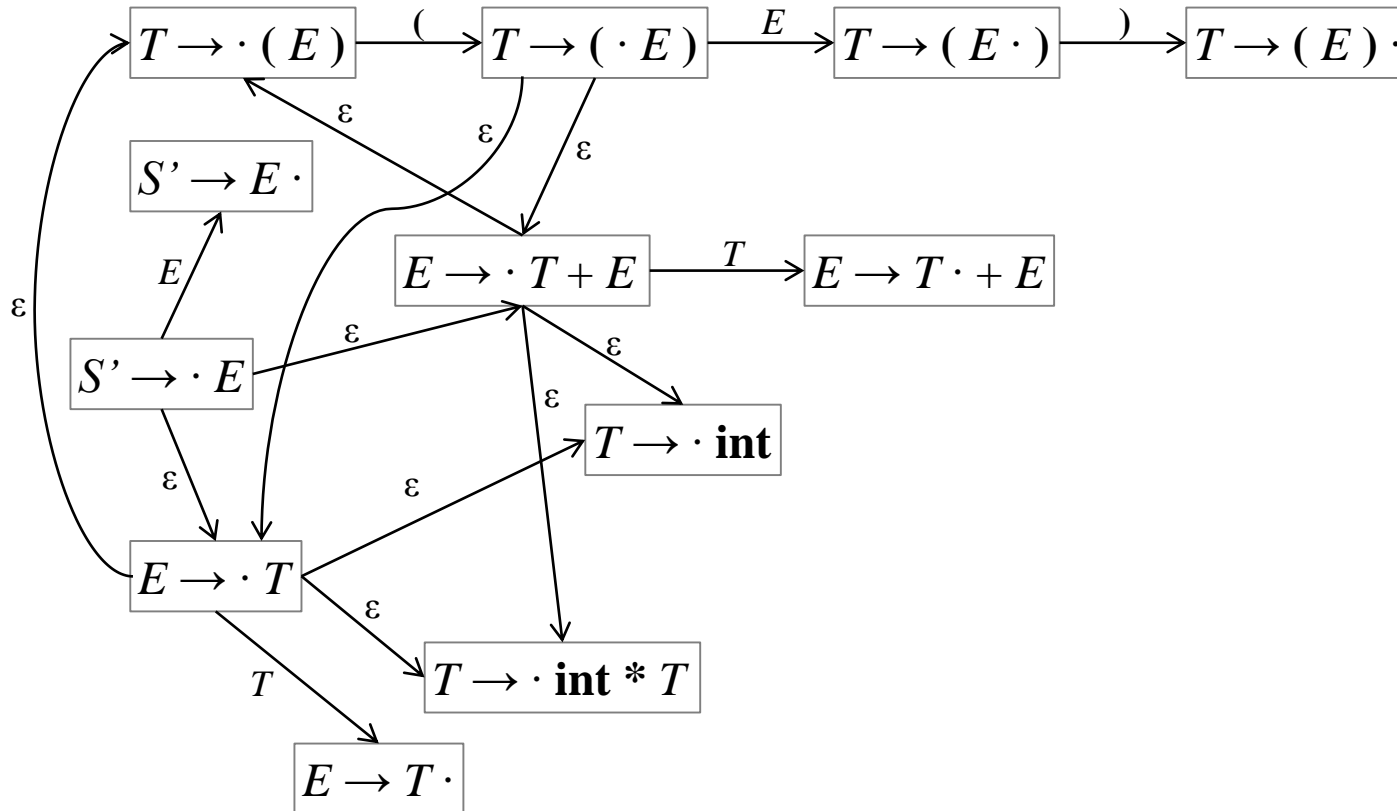 T → · ( E )
(
T → ( · E )
E
T → ( E · )
)
T → ( E ) ·
ε
ε
ε
S’ → E ·
E
ε
E → · T + E
T
E → T · + E
ε
ε
S’ → · E
ε
T → · int
ε
ε
E → · T
ε
T → · int * T
T
E → T ·